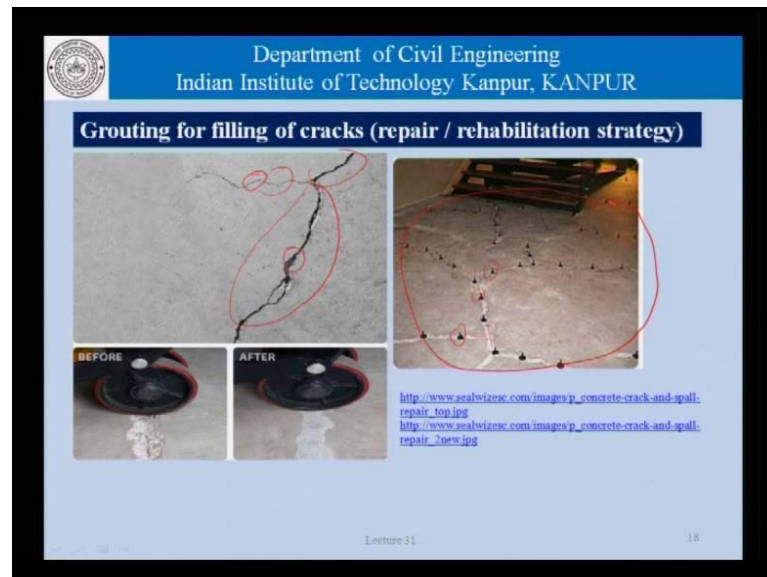 Department of Civil Engineering
Indian Institute of Technology Kanpur, KANPUR
Grouting for filling of cracks (repair / rehabilitation strategy)
BEFORE
AFTER
http://www.sealwizesc.com/images/p_concrete-crack-and-spall-
repair_top.jpg
http://www.sealwizesc.com/images/p_concrete-crack-and-spall-
repair_2new.jpg
Lecture 31
18